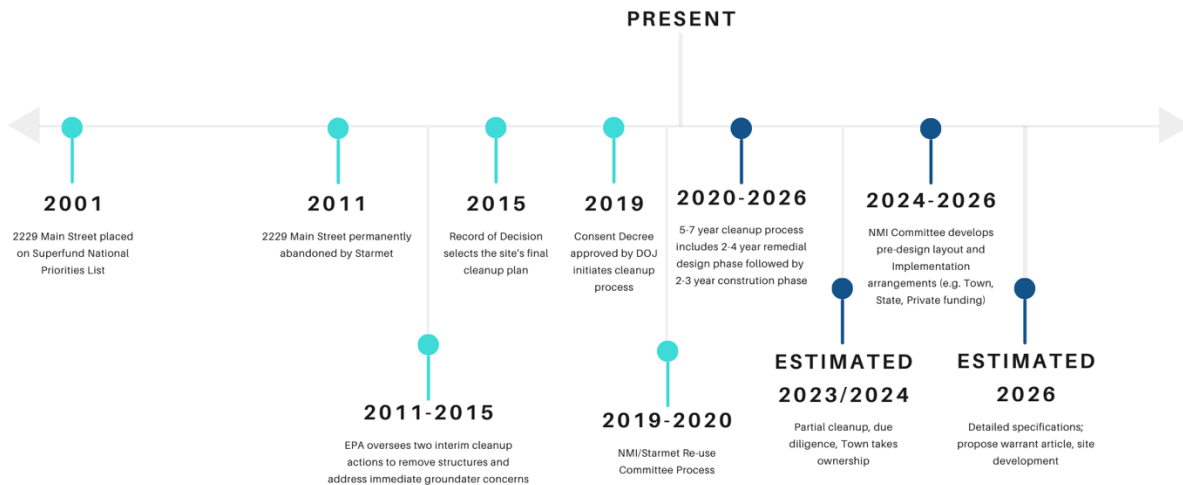 PRESENT
2001
2229 Main Street placed
on Superfund National
Priorities List
2011
2229 Main Street permanently
abandoned by Starmet
2011-2015
EPA oversees two interim cleanup
actions to remove structures and
address immediate groundater concerns
2015
Record of Decision
selects the site's final
cleanup plan
2019
Consent Decree
approved by DOJ
initiates cleanup
process
2019-2020
NMI/Starmet Re-use
Committee Process
2020-2026
5-7 year cleanup process
includes 2-4 year remedial
design phase followed by
2-3 year constrution phase
ESTIMATED
2023/2024
Partial cleanup, due
diligence, Town takes
ownership
2024-2026
NMI Committee develops
pre-design layout and
Implementation
arrangements (e.g. Town,
State, Private funding)
ESTIMATED
2026
Detailed specifications;
propose warrant article, site
development